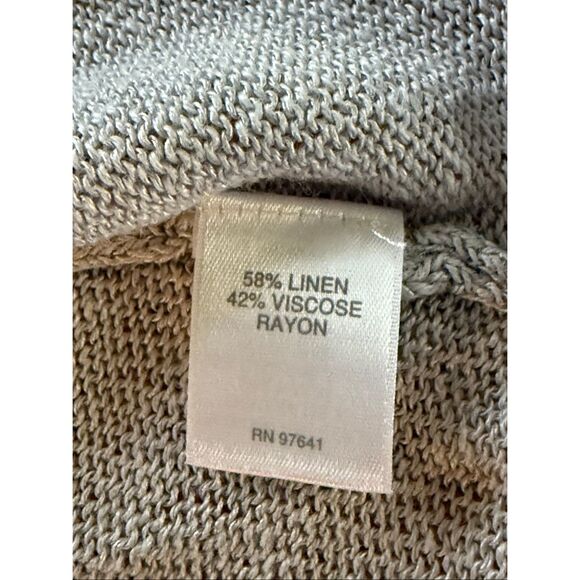 58% LINEN
42% VISCOSE
RAYON
RN 97641